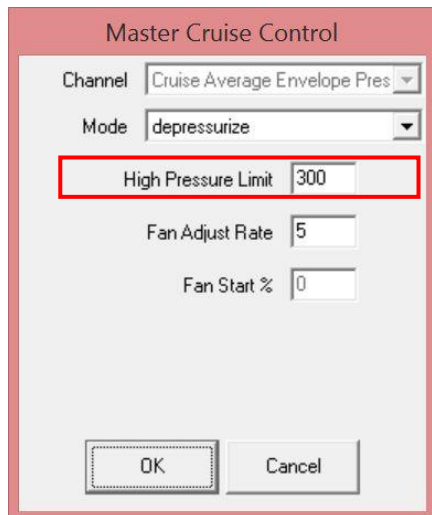 Master Cruise Control
Channel Cruise Average Envelope Pres
Mode depressurize
High Pressure Limit 300
Fan Adjust Rate 5
Fan Start % 0
OK Cancel